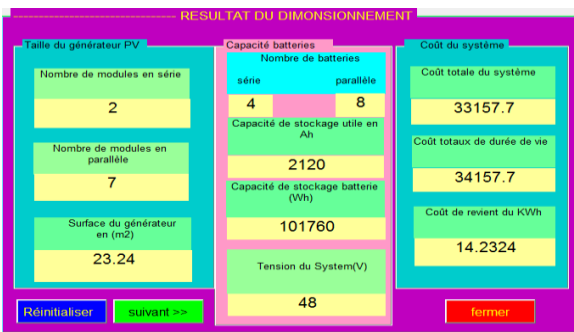 RESULTAT DU DIMONSIONNEMENT
Taille du générateur PV
Nombre de modules en série
2
Nombre de modules en
parallèle
7
Surface du générateur
en (m2)
23.24
Réinitialiser
suivant >>
Capacité batteries
Nombre de batteries
série
parallèle
4
8
Capacité de stockage utile en
Ah
2120
Capacité de stockage batterie
(Wh)
101760
Tension du System(V)
48
Coût du système
Coût totale du système
33157.7
Coût totaux de durée de vie
34157.7
Coût de revient du KWh
14.2324
fermer